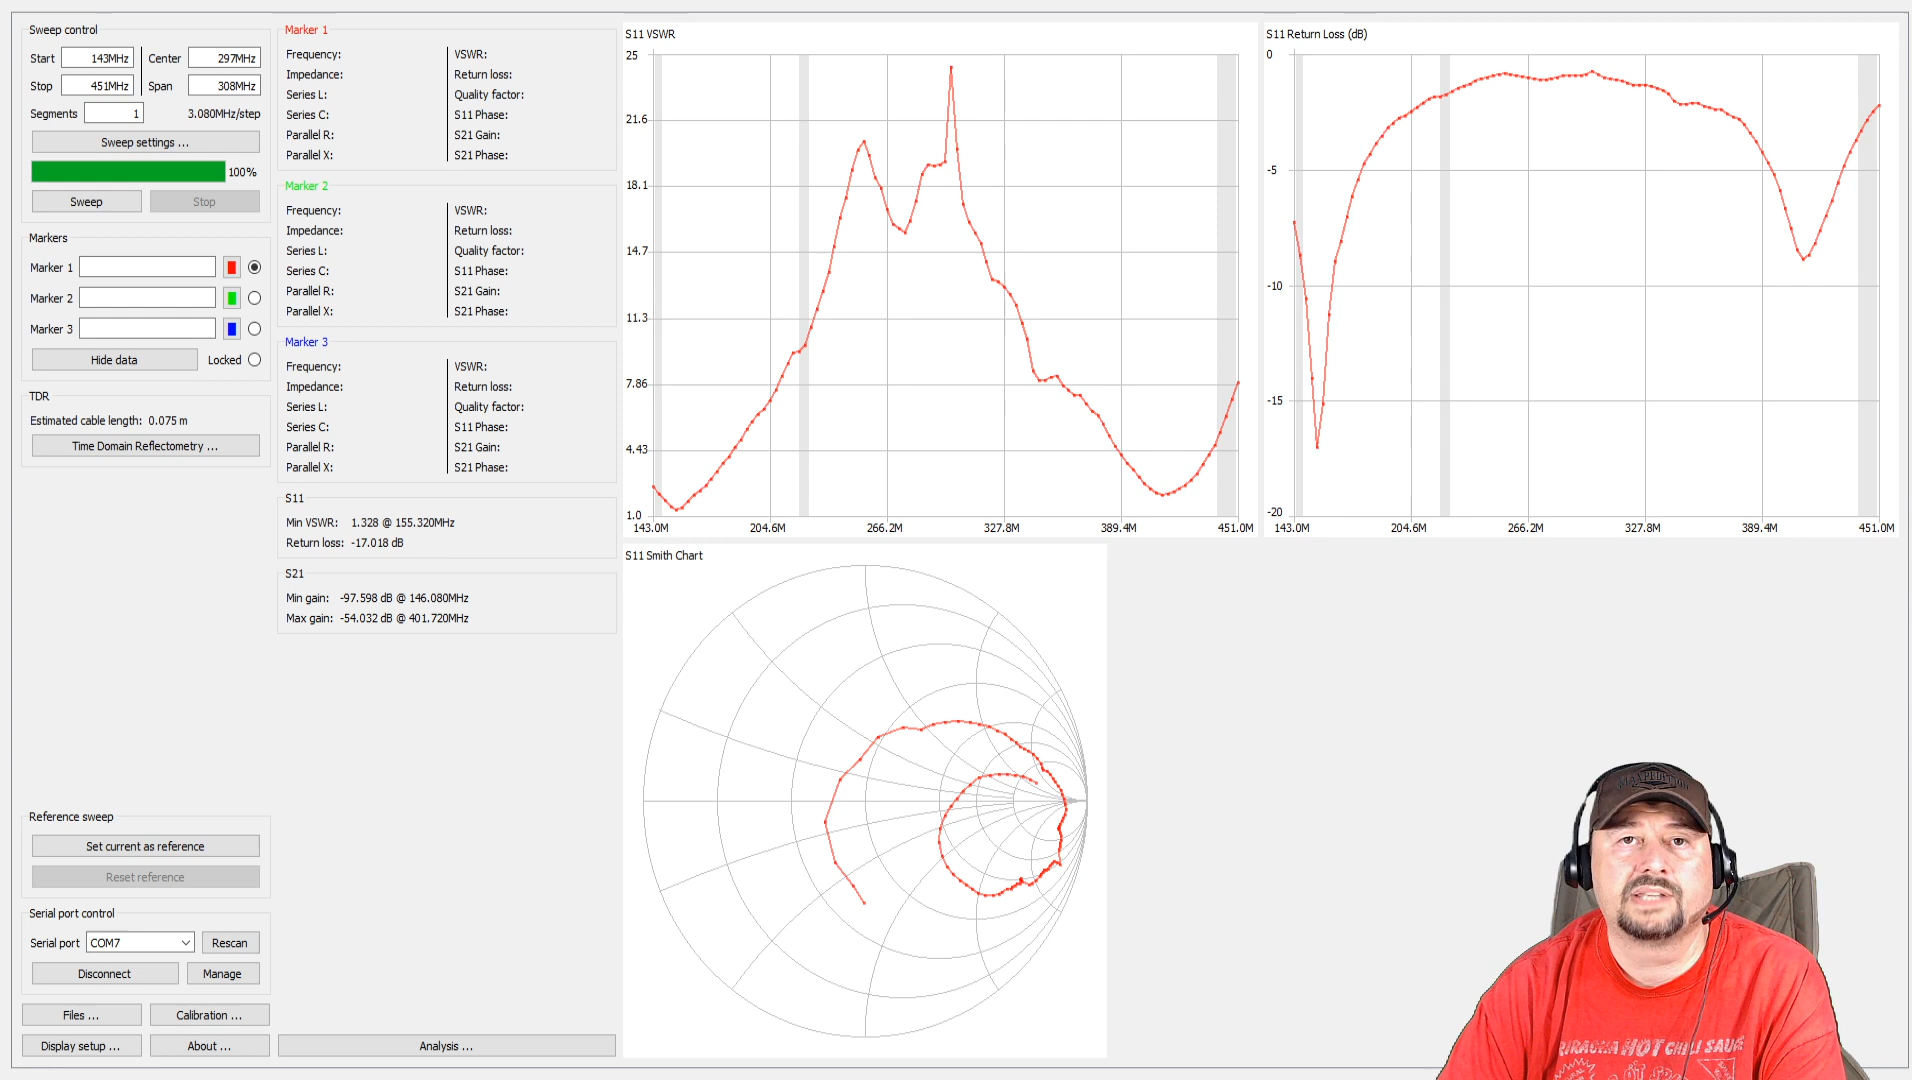 Sweep control
Start 143MHz Center 297MHz
Stop 451MHz Span 308MHz
Segments 1 3.080MHz/step
Sweep settings ...
100%
Sweep Stop
Markers
Marker 1
Marker 2
Marker 3
Hide data Locked
TDR
Estimated cable length: 0.075 m
Time Domain Reflectometry ...
Reference sweep
Set current as reference
Reset reference
Serial port control
Serial port COM7 Rescan
Disconnect Manage
Files ... Calibration ...
Display setup ... About ...
Marker 1
Frequency: VSWR:
Impedance: Return loss:
Series L: Quality factor:
Series C: S11 Phase:
Parallel R: S21 Gain:
Parallel X: S21 Phase:
Marker 2
Frequency: VSWR:
Impedance: Return loss:
Series L: Quality factor:
Series C: S11 Phase:
Parallel R: S21 Gain:
Parallel X: S21 Phase:
Marker 3
Frequency: VSWR:
Impedance: Return loss:
Series L: Quality factor:
Series C: S11 Phase:
Parallel R: S21 Gain:
Parallel X: S21 Phase:
S11
Min VSWR: 1.328 @ 155.320MHz
Return loss: -17.018 dB
S21
Min gain: -97.598 dB @ 146.080MHz
Max gain: -54.032 dB @ 401.720MHz
Analysis ...
S11 VSWR
25
21.6
18.1
14.7
11.3
7.86
4.43
1.0
143.0M 204.6M 266.2M 327.8M 389.4M 451.0M
S11 Return Loss (dB)
0
-5
-10
-15
-20
143.0M 204.6M 266.2M 327.8M 389.4M 451.0M
S11 Smith Chart
HOT CHILI SAUC